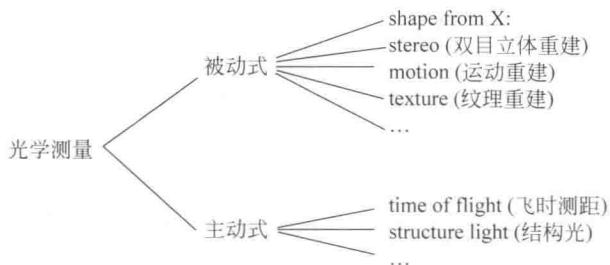 shape from X:
stereo (双目立体重建)
被动式
motion (运动重建)
texture (纹理重建)
…
光学测量
time of flight (飞时测距)
主动式
structure light (结构光)
…